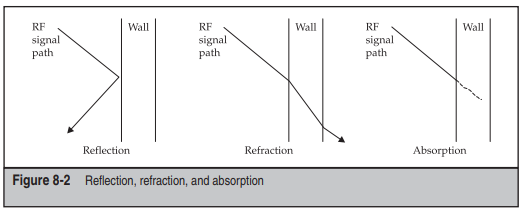 RF
signal
path
Wall
Reflection
RF
signal
path
Wall
Refraction
RF
signal
path
Wall
Absorption
Figure 8-2 Reflection, refraction, and absorption